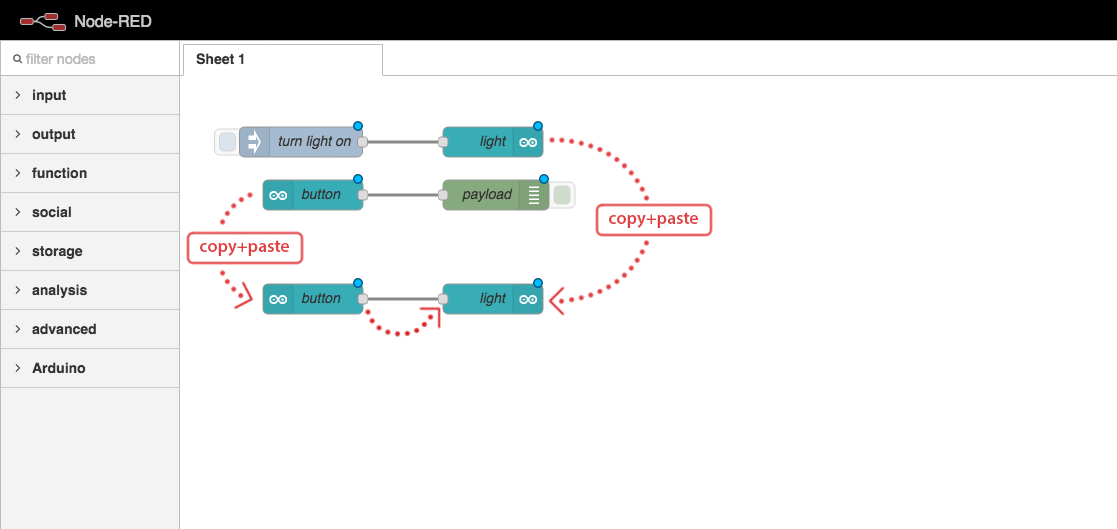 Node-RED
filter nodes
Sheet 1
input
output
function
social
storage
analysis
advanced
Arduino
turn light on
light
button
payload
copy+paste
copy+paste
button
light